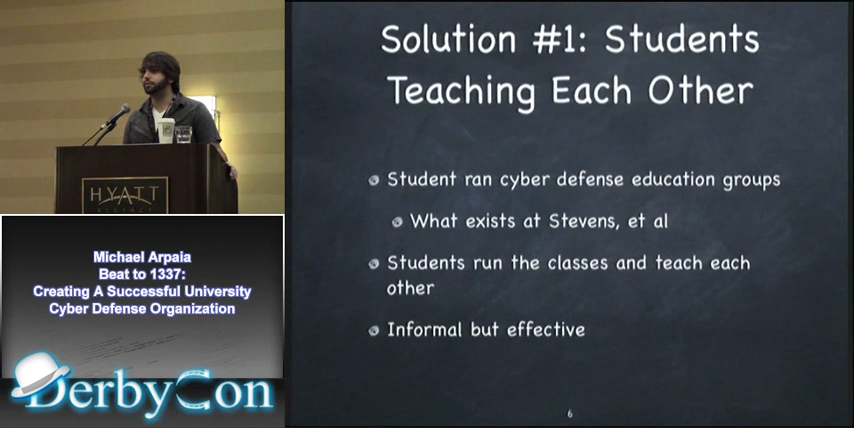 HYATT
REGENCY
Michael Arpaia
Beat to 1337:
Creating A Successful University
Cyber Defense Organization
DerbyCon
Solution #1: Students
Teaching Each Other
Student ran cyber defense education groups
What exists at Stevens, et al
Students run the classes and teach each
other
Informal but effective
6